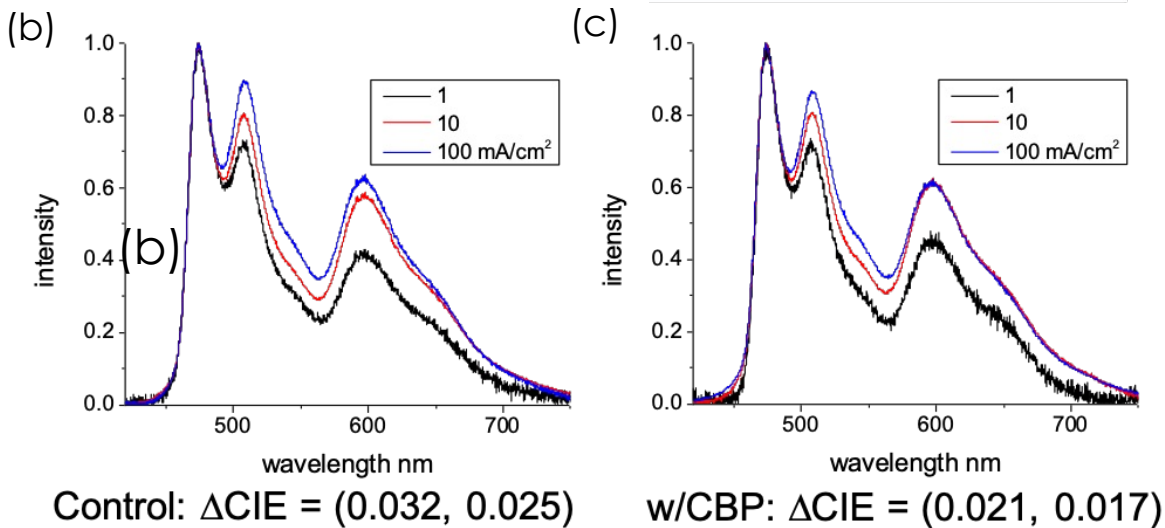 (b)
1.0
0.8
0.6
0.4
0.2
0.0
intensity
(b)
1
10
100 mA/cm²
500
600
700
wavelength nm
Control: ΔCIE = (0.032, 0.025)
(c)
1.0
0.8
0.6
0.4
0.2
0.0
intensity
1
10
100 mA/cm²
500
600
700
wavelength nm
w/CBP: ΔCIE = (0.021, 0.017)